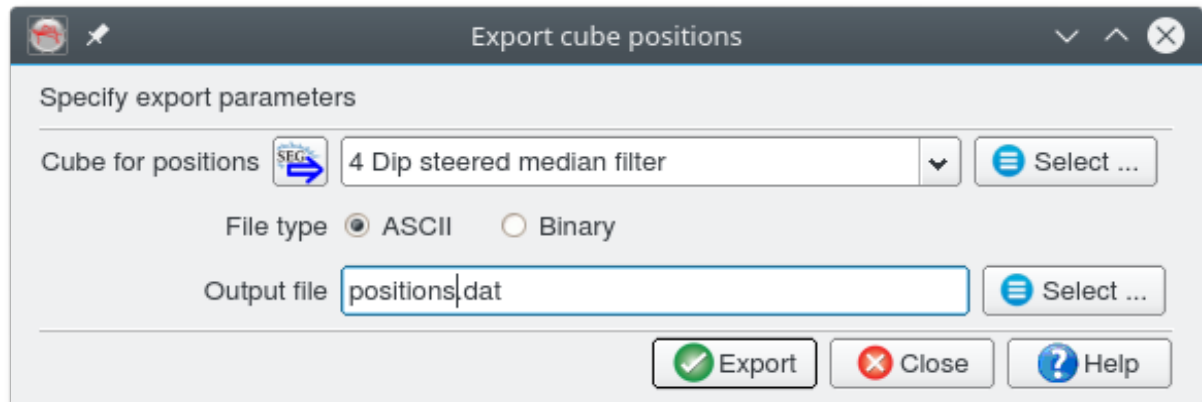 Export cube positions
Specify export parameters
Cube for positions SEG 4 Dip steered median filter Select ...
File type ASCII Binary
Output file positions.dat Select ...
Export Close ? Help